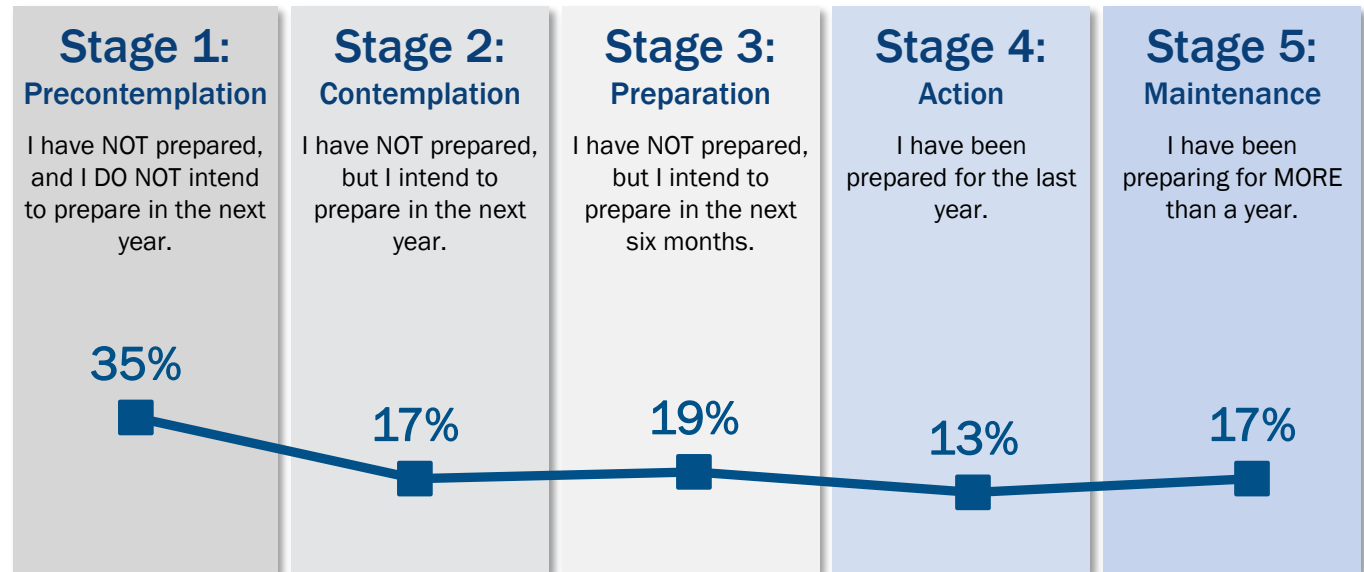 Stage 1:
Precontemplation
I have NOT prepared,
and I DO NOT intend
to prepare in the next
year.
35%
Stage 2:
Contemplation
I have NOT prepared,
but I intend to
prepare in the next
year.
17%
Stage 3:
Preparation
I have NOT prepared,
but I intend to
prepare in the next
six months.
19%
Stage 4:
Action
I have been
prepared for the last
year.
13%
Stage 5:
Maintenance
I have been
preparing for MORE
than a year.
17%